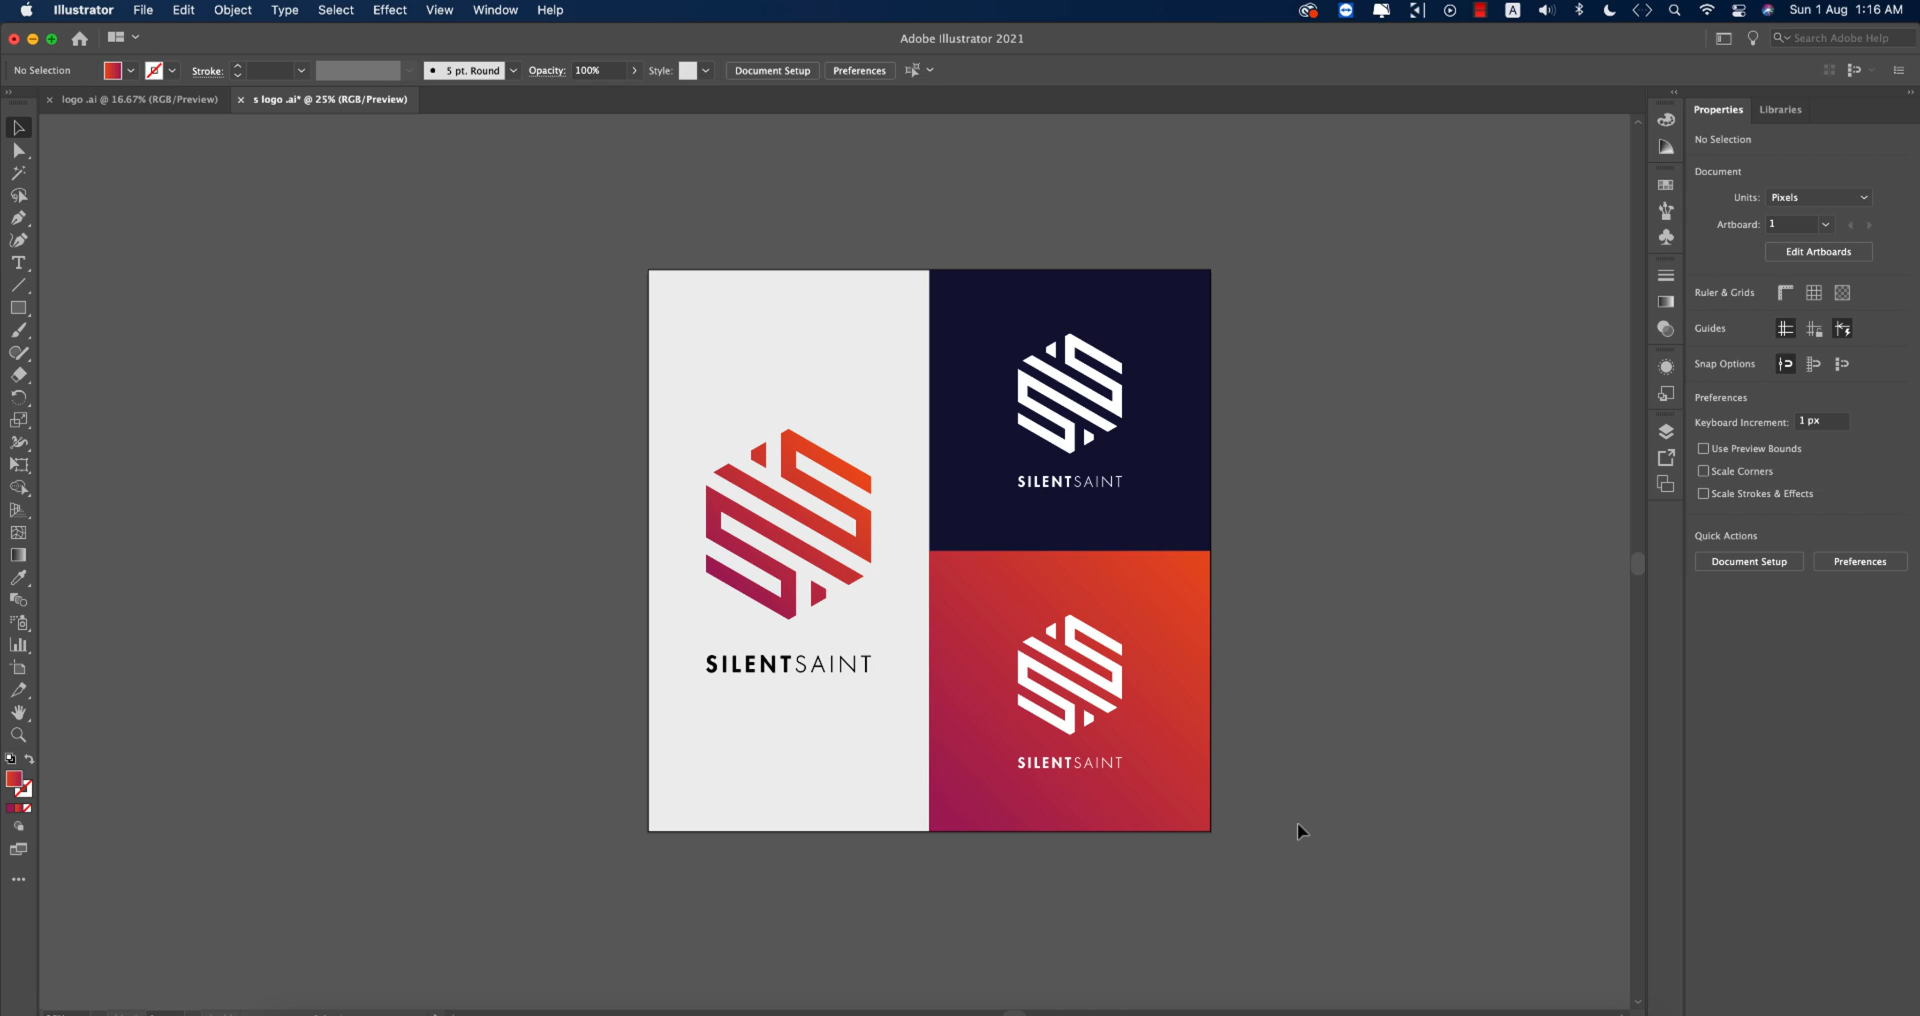 Illustrator File Edit Object Type Select Effect View Window Help
A
Sun 1 Aug 1:16 AM
Adobe Illustrator 2021
Search Adobe Help
No Selection
Stroke:
5 pt. Round
Opacity: 100%
Style:
Document Setup
Preferences
logo .ai @ 16.67% (RGB/Preview)
s logo .ai* @ 25% (RGB/Preview)
Properties
Libraries
No Selection
Document
Units: Pixels
Artboard: 1
Edit Artboards
Ruler & Grids
Guides
Snap Options
Preferences
Keyboard Increment: 1 px
Use Preview Bounds
Scale Corners
Scale Strokes & Effects
Quick Actions
Document Setup
Preferences
SILENTSAINT
SILENTSAINT
SILENTSAINT